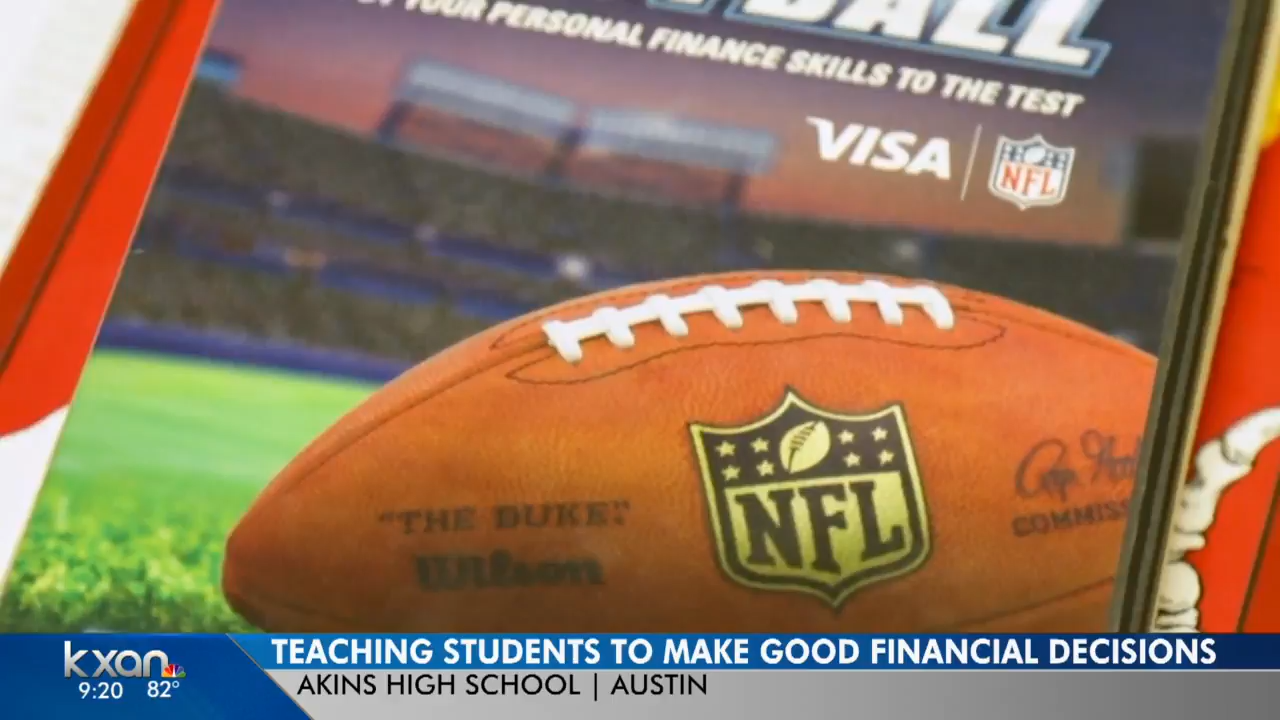 BALL
YOUR PERSONAL FINANCE SKILLS TO THE TEST
VISA
NFL
"THE DUKE"
Wilson
NFL
TEACHING STUDENTS TO MAKE GOOD FINANCIAL DECISIONS
kxan
9:20 82°
AKINS HIGH SCHOOL | AUSTIN